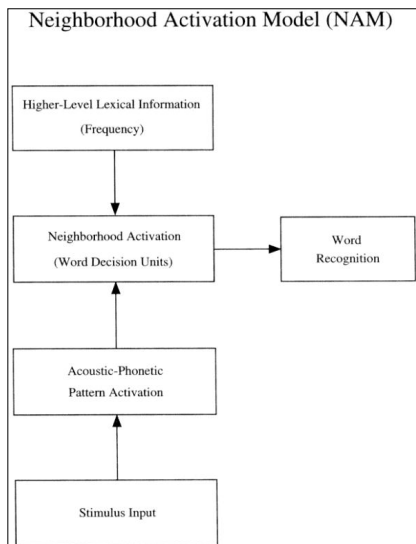 Neighborhood Activation Model (NAM)
Higher-Level Lexical Information
(Frequency)
Neighborhood Activation
(Word Decision Units)
Word
Recognition
Acoustic-Phonetic
Pattern Activation
Stimulus Input